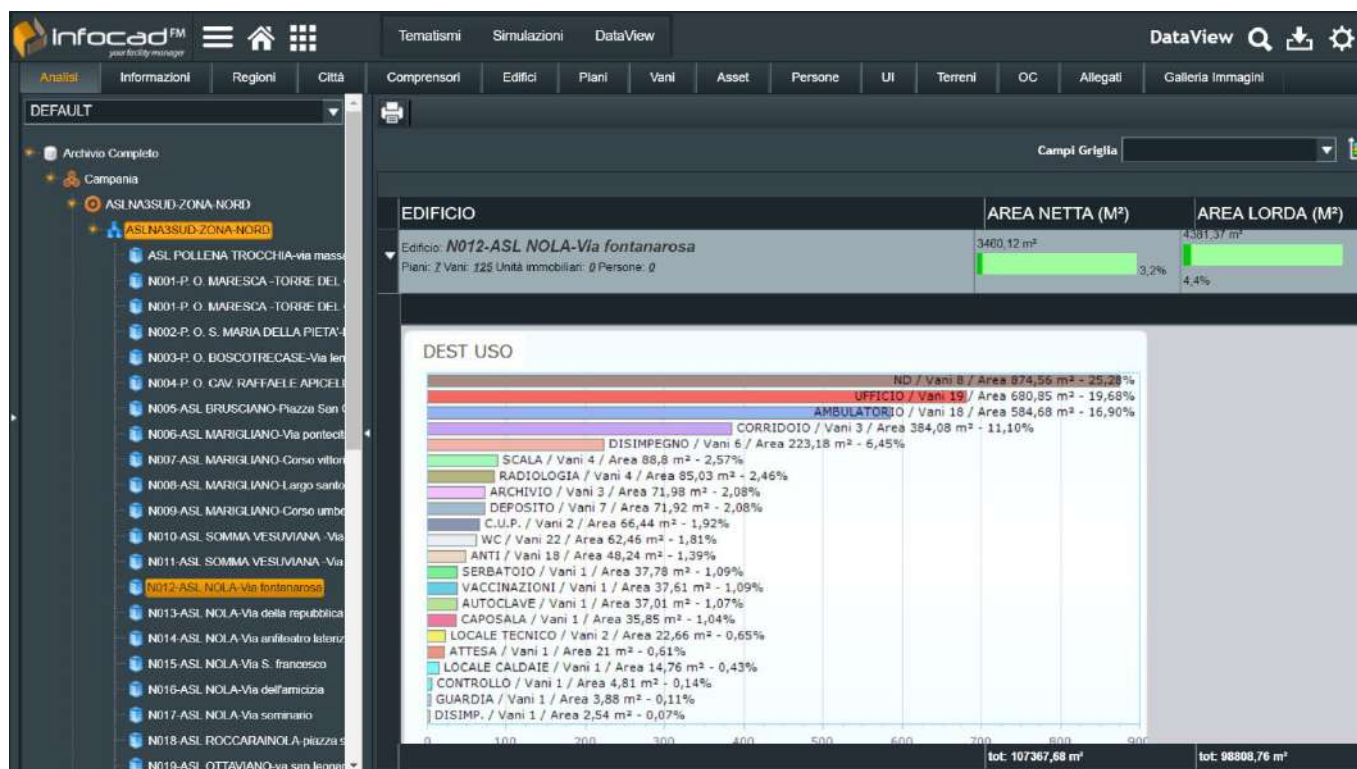 infocad FM
your facility manager
Tematismi Simulazioni DataView
DataView
Analisi Informazioni Regioni Città Comprensori Edifici Piani Vani Asset Persone UI Terreni OC Allegati Galleria Immagini
DEFAULT
Campi Griglia
Archivio Completo
Campania
ASLNA3SUD-ZONA-NORD
ASLNA3SUD-ZONA-NORD
ASL POLLENA TROCCHIA-via massa
N001-P. O. MARESCA -TORRE DEL
N001-P. O. MARESCA -TORRE DEL
N002-P. O. S. MARIA DELLA PIETA'-
N003-P. O. BOSCOTRECASE-Via len
N004-P. O. CAV. RAFFAELE APICELL
N005-ASL BRUSCIANO-Piazza San
N006-ASL MARIGLIANO-Via pontecit
N007-ASL MARIGLIANO-Corso vitton
N008-ASL MARIGLIANO-Largo santo
N009-ASL MARIGLIANO-Corso umbe
N010-ASL SOMMA VESUVIANA -Via
N011-ASL SOMMA VESUVIANA -Via
N012-ASL NOLA-Via fontanarosa
N013-ASL NOLA-Via della repubblica
N014-ASL NOLA-Via anfiteatro lateriz
N015-ASL NOLA-Via S. francesco
N016-ASL NOLA-Via dell'amicizia
N017-ASL NOLA-Via seminario
N018-ASL ROCCARAINOLA-piazza s
N019-ASL OTTAVIANO-va san leonar
EDIFICIO AREA NETTA (M²) AREA LORDA (M²)
Edificio: N012-ASL NOLA-Via fontanarosa
Piani: 7 Vani: 125 Unità immobiliari: 0 Persone: 0
3460,12 m²
3,2%
4381,37 m²
4,4%
DEST USO
ND / Vani 8 / Area 874,56 m² - 25,28%
UFFICIO / Vani 19 / Area 680,85 m² - 19,68%
AMBULATORIO / Vani 18 / Area 584,68 m² - 16,90%
CORRIDOIO / Vani 3 / Area 384,08 m² - 11,10%
DISIMPEGNO / Vani 6 / Area 223,18 m² - 6,45%
SCALA / Vani 4 / Area 88,8 m² - 2,57%
RADIOLOGIA / Vani 4 / Area 85,03 m² - 2,46%
ARCHIVIO / Vani 3 / Area 71,98 m² - 2,08%
DEPOSITO / Vani 7 / Area 71,92 m² - 2,08%
C.U.P. / Vani 2 / Area 66,44 m² - 1,92%
WC / Vani 22 / Area 62,46 m² - 1,81%
ANTI / Vani 18 / Area 48,24 m² - 1,39%
SERBATOIO / Vani 1 / Area 37,78 m² - 1,09%
VACCINAZIONI / Vani 1 / Area 37,61 m² - 1,09%
AUTOCLAVE / Vani 1 / Area 37,01 m² - 1,07%
CAPOSALA / Vani 1 / Area 35,85 m² - 1,04%
LOCALE TECNICO / Vani 2 / Area 22,66 m² - 0,65%
ATTESA / Vani 1 / Area 21 m² - 0,61%
LOCALE CALDAIE / Vani 1 / Area 14,76 m² - 0,43%
CONTROLLO / Vani 1 / Area 4,81 m² - 0,14%
GUARDIA / Vani 1 / Area 3,88 m² - 0,11%
DISIMP. / Vani 1 / Area 2,54 m² - 0,07%
0 100 200 300 400 500 600 700 800 900
tot: 107367,68 m² tot: 98808,76 m²